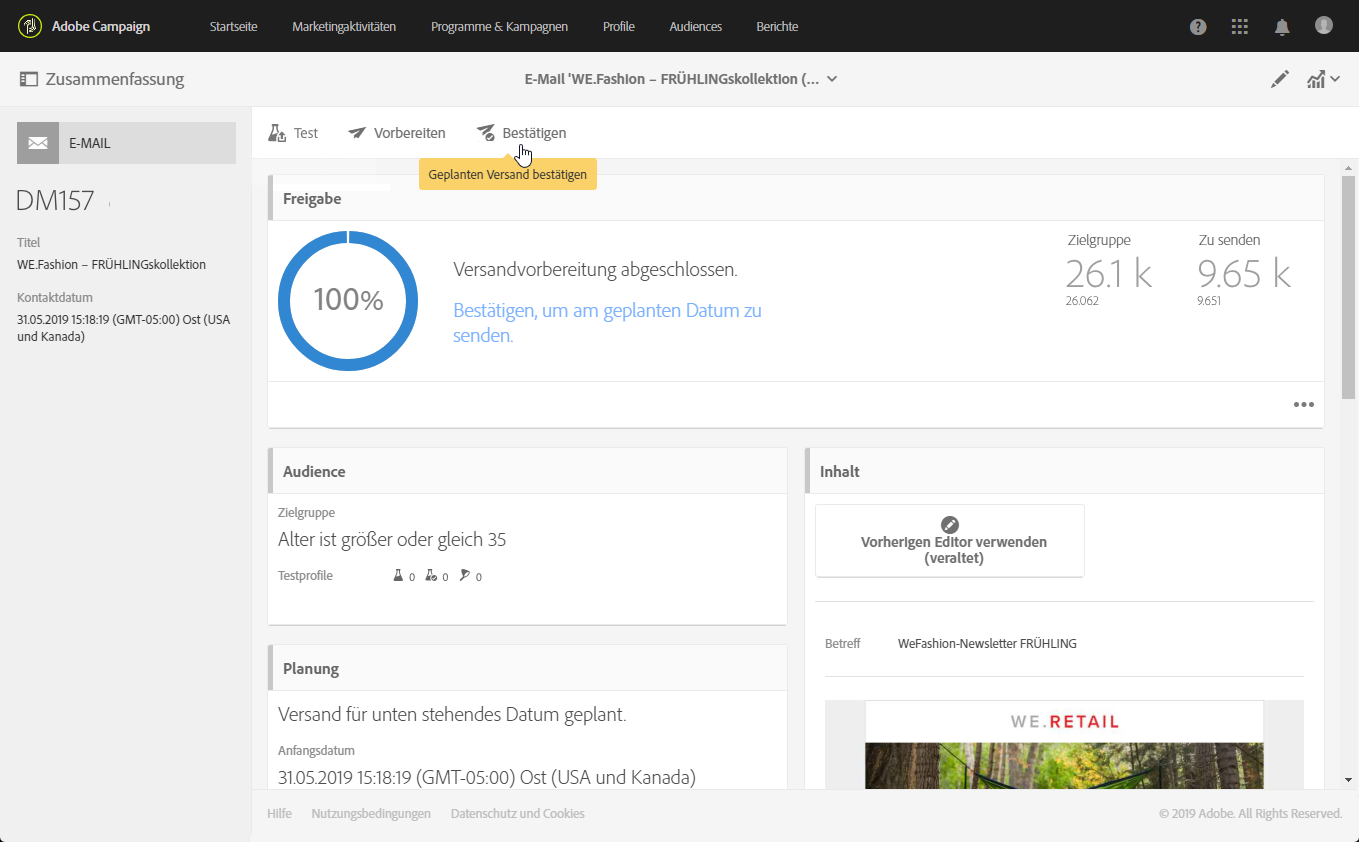 Adobe Campaign
Startseite
Marketingaktivitäten
Programme & Kampagnen
Profile
Audiences
Berichte
Zusammenfassung
E-Mail 'WE.Fashion – FRÜHLINGskollektion (...
E-MAIL
DM157
Titel
WE.Fashion – FRÜHLINGskollektion
Kontaktdatum
31.05.2019 15:18:19 (GMT-05:00) Ost (USA
und Kanada)
Test
Vorbereiten
Bestätigen
Geplanten Versand bestätigen
Freigabe
100%
Versandvorbereitung abgeschlossen.
Bestätigen, um am geplanten Datum zu
senden.
Zielgruppe
26.1 k
26.062
Zu senden
9.65 k
9.651
Audience
Zielgruppe
Alter ist größer oder gleich 35
Testprofile
0
0
0
Planung
Versand für unten stehendes Datum geplant.
Anfangsdatum
31.05.2019 15:18:19 (GMT-05:00) Ost (USA und Kanada)
Inhalt
Vorherigen Editor verwenden
(veraltet)
Betreff
WeFashion-Newsletter FRÜHLING
WE.RETAIL
Hilfe
Nutzungsbedingungen
Datenschutz und Cookies
© 2019 Adobe. All Rights Reserved.